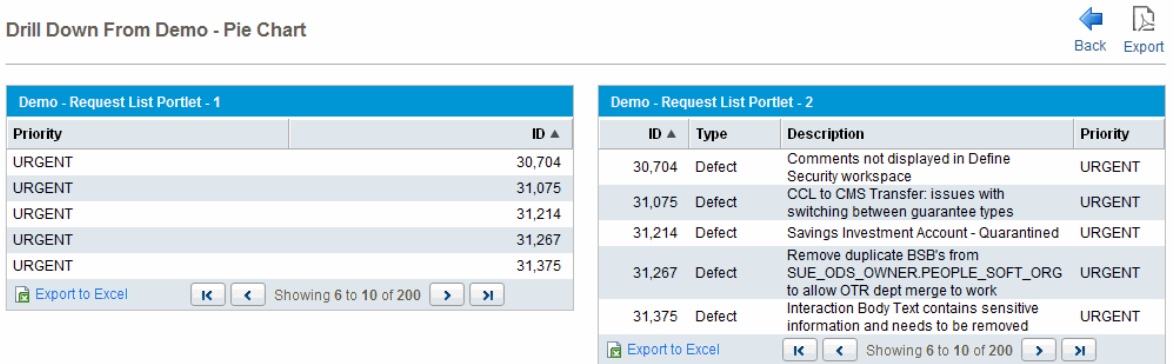 Drill Down From Demo - Pie Chart
Back Export
Demo - Request List Portlet - 1
Priority ID
URGENT 30,704
URGENT 31,075
URGENT 31,214
URGENT 31,267
URGENT 31,375
Export to Excel Showing 6 to 10 of 200
Demo - Request List Portlet - 2
ID Type Description Priority
30,704 Defect Comments not displayed in Define
Security workspace URGENT
31,075 Defect CCL to CMS Transfer: issues with
switching between guarantee types URGENT
31,214 Defect Savings Investment Account - Quarantined URGENT
Remove duplicate BSB's from
31,267 Defect SUE_ODS_OWNER.PEOPLE_SOFT_ORG URGENT
to allow OTR dept merge to work
31,375 Defect Interaction Body Text contains sensitive
information and needs to be removed URGENT
Export to Excel Showing 6 to 10 of 200